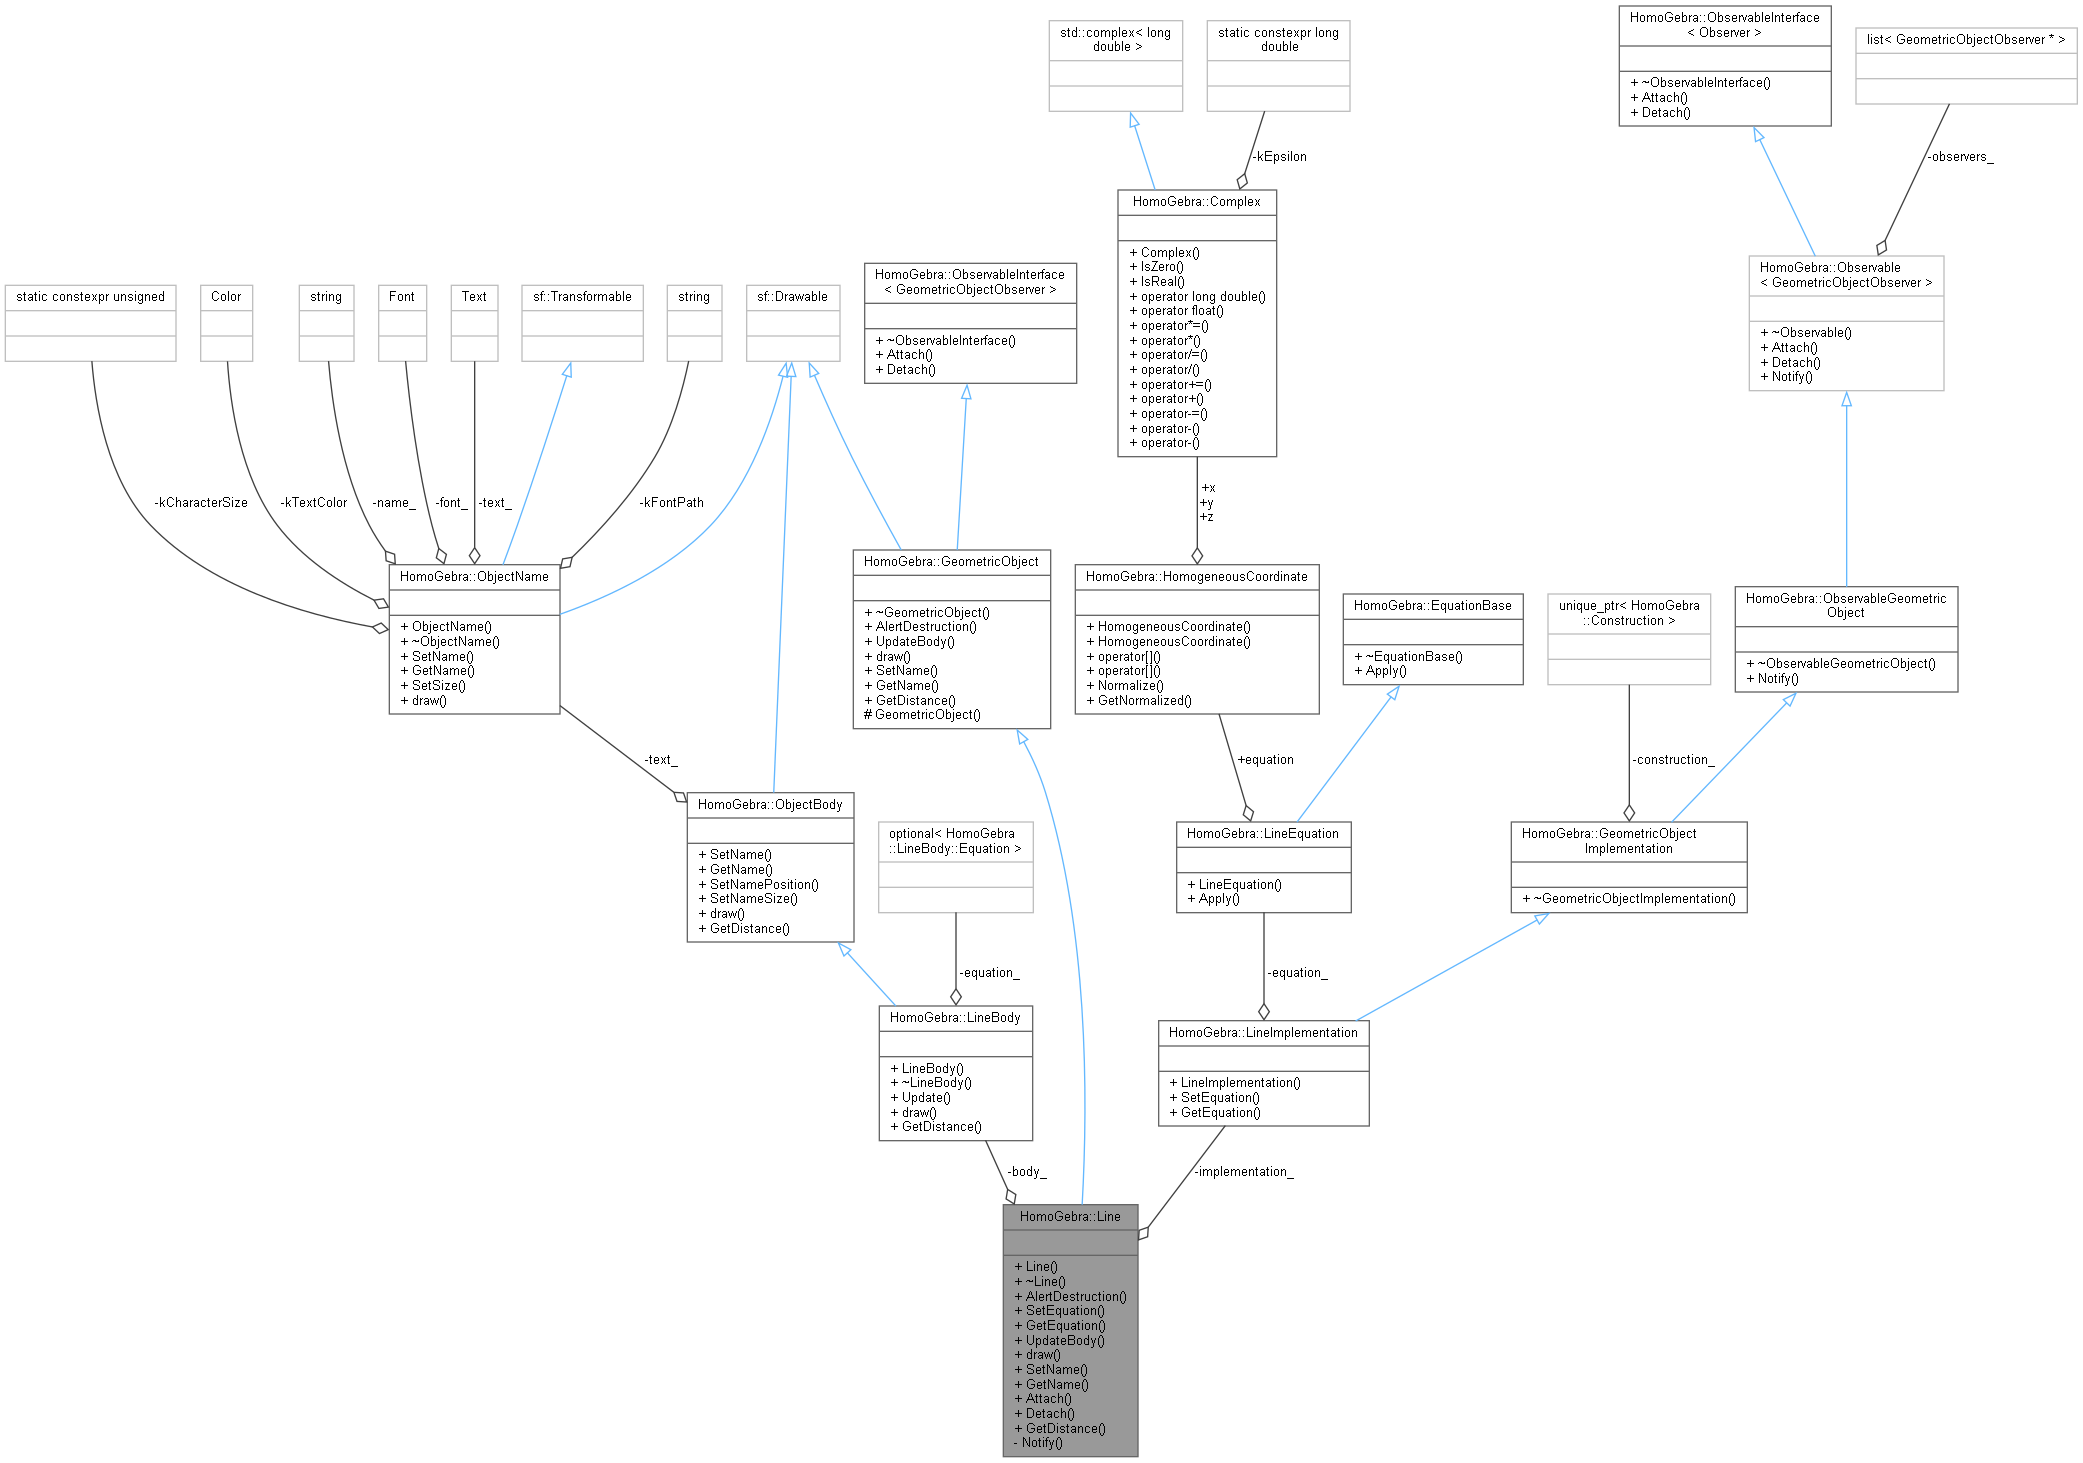 HomoGebra::ObservableInterface
< Observer >
+ ~ObservableInterface()
+ Attach()
+ Detach()
std::complex< long
double >
static constexpr long
double
list< GeometricObjectObserver * >
-kEpsilon
-observers_
HomoGebra::Complex
+ Complex()
+ IsZero()
+ IsReal()
+ operator long double()
+ operator float()
+ operator*=()
+ operator*()
+ operator/=()
+ operator/()
+ operator+=()
+ operator+()
+ operator-=()
+ operator-()
+ operator-()
HomoGebra::Observable
< GeometricObjectObserver >
+ ~Observable()
+ Attach()
+ Detach()
+ Notify()
HomoGebra::ObservableInterface
< GeometricObjectObserver >
+ ~ObservableInterface()
+ Attach()
+ Detach()
static constexpr unsigned
Color
string
Font
Text
sf::Transformable
string
sf::Drawable
-kCharacterSize
-kTextColor
-name_
-font_
-text_
-kFontPath
+x
+y
+z
HomoGebra::ObjectName
+ ObjectName()
+ ~ObjectName()
+ SetName()
+ GetName()
+ SetSize()
+ draw()
HomoGebra::GeometricObject
+ ~GeometricObject()
+ AlertDestruction()
+ UpdateBody()
+ draw()
+ SetName()
+ GetName()
+ GetDistance()
# GeometricObject()
HomoGebra::HomogeneousCoordinate
+ HomogeneousCoordinate()
+ HomogeneousCoordinate()
+ operator[]()
+ operator[]()
+ Normalize()
+ GetNormalized()
HomoGebra::EquationBase
+ ~EquationBase()
+ Apply()
unique_ptr< HomoGebra
::Construction >
HomoGebra::ObservableGeometric
Object
+ ~ObservableGeometricObject()
+ Notify()
-text_
+equation
-construction_
HomoGebra::ObjectBody
+ SetName()
+ GetName()
+ SetNamePosition()
+ SetNameSize()
+ draw()
+ GetDistance()
optional< HomoGebra
::LineBody::Equation >
HomoGebra::LineEquation
+ LineEquation()
+ Apply()
HomoGebra::GeometricObject
Implementation
+ ~GeometricObjectImplementation()
-equation_
-equation_
HomoGebra::LineBody
+ LineBody()
+ ~LineBody()
+ Update()
+ draw()
+ GetDistance()
HomoGebra::LineImplementation
+ LineImplementation()
+ SetEquation()
+ GetEquation()
-body_
-implementation_
HomoGebra::Line
+ Line()
+ ~Line()
+ AlertDestruction()
+ SetEquation()
+ GetEquation()
+ UpdateBody()
+ draw()
+ SetName()
+ GetName()
+ Attach()
+ Detach()
+ GetDistance()
- Notify()